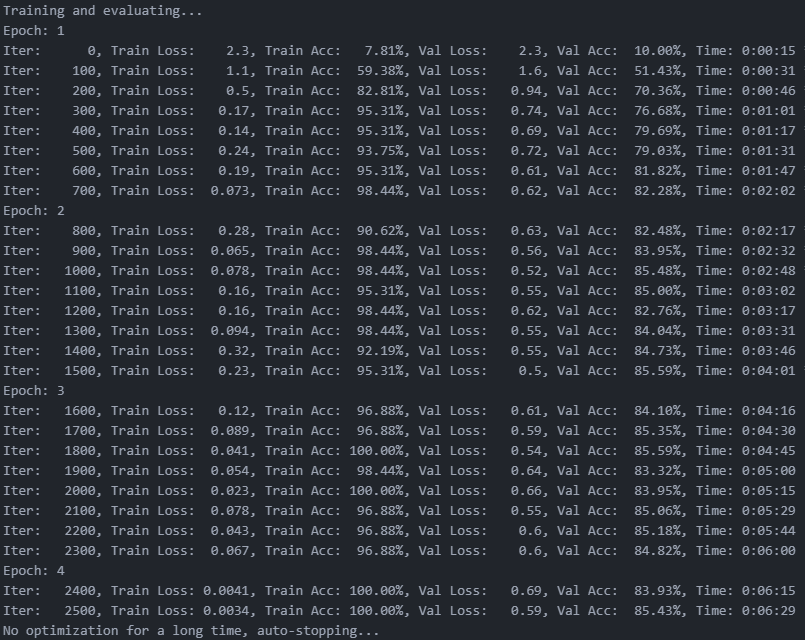 Training and evaluating...
Epoch: 1
Iter:      0, Train Loss:    2.3, Train Acc:   7.81%, Val Loss:    2.3, Val Acc:  10.00%, Time: 0:00:15
Iter:    100, Train Loss:    1.1, Train Acc:  59.38%, Val Loss:    1.6, Val Acc:  51.43%, Time: 0:00:31
Iter:    200, Train Loss:    0.5, Train Acc:  82.81%, Val Loss:   0.94, Val Acc:  70.36%, Time: 0:00:46
Iter:    300, Train Loss:   0.17, Train Acc:  95.31%, Val Loss:   0.74, Val Acc:  76.68%, Time: 0:01:01
Iter:    400, Train Loss:   0.14, Train Acc:  95.31%, Val Loss:   0.69, Val Acc:  79.69%, Time: 0:01:17
Iter:    500, Train Loss:   0.24, Train Acc:  93.75%, Val Loss:   0.72, Val Acc:  79.03%, Time: 0:01:31
Iter:    600, Train Loss:   0.19, Train Acc:  95.31%, Val Loss:   0.61, Val Acc:  81.82%, Time: 0:01:47
Iter:    700, Train Loss:  0.073, Train Acc:  98.44%, Val Loss:   0.62, Val Acc:  82.28%, Time: 0:02:02
Epoch: 2
Iter:    800, Train Loss:   0.28, Train Acc:  90.62%, Val Loss:   0.63, Val Acc:  82.48%, Time: 0:02:17
Iter:    900, Train Loss:  0.065, Train Acc:  98.44%, Val Loss:   0.56, Val Acc:  83.95%, Time: 0:02:32
Iter:   1000, Train Loss:  0.078, Train Acc:  98.44%, Val Loss:   0.52, Val Acc:  85.48%, Time: 0:02:48
Iter:   1100, Train Loss:   0.16, Train Acc:  95.31%, Val Loss:   0.55, Val Acc:  85.00%, Time: 0:03:02
Iter:   1200, Train Loss:   0.16, Train Acc:  98.44%, Val Loss:   0.62, Val Acc:  82.76%, Time: 0:03:17
Iter:   1300, Train Loss:  0.094, Train Acc:  98.44%, Val Loss:   0.55, Val Acc:  84.04%, Time: 0:03:31
Iter:   1400, Train Loss:   0.32, Train Acc:  92.19%, Val Loss:   0.55, Val Acc:  84.73%, Time: 0:03:46
Iter:   1500, Train Loss:   0.23, Train Acc:  95.31%, Val Loss:    0.5, Val Acc:  85.59%, Time: 0:04:01
Epoch: 3
Iter:   1600, Train Loss:   0.12, Train Acc:  96.88%, Val Loss:   0.61, Val Acc:  84.10%, Time: 0:04:16
Iter:   1700, Train Loss:  0.089, Train Acc:  96.88%, Val Loss:   0.59, Val Acc:  85.35%, Time: 0:04:30
Iter:   1800, Train Loss:  0.041, Train Acc: 100.00%, Val Loss:   0.54, Val Acc:  85.59%, Time: 0:04:45
Iter:   1900, Train Loss:  0.054, Train Acc:  98.44%, Val Loss:   0.64, Val Acc:  83.32%, Time: 0:05:00
Iter:   2000, Train Loss:  0.023, Train Acc: 100.00%, Val Loss:   0.66, Val Acc:  83.95%, Time: 0:05:15
Iter:   2100, Train Loss:  0.078, Train Acc:  96.88%, Val Loss:   0.55, Val Acc:  85.06%, Time: 0:05:29
Iter:   2200, Train Loss:  0.043, Train Acc:  96.88%, Val Loss:    0.6, Val Acc:  85.18%, Time: 0:05:44
Iter:   2300, Train Loss:  0.067, Train Acc:  96.88%, Val Loss:    0.6, Val Acc:  84.82%, Time: 0:06:00
Epoch: 4
Iter:   2400, Train Loss: 0.0041, Train Acc: 100.00%, Val Loss:   0.69, Val Acc:  83.93%, Time: 0:06:15
Iter:   2500, Train Loss: 0.0034, Train Acc: 100.00%, Val Loss:   0.59, Val Acc:  85.43%, Time: 0:06:29
No optimization for a long time, auto-stopping...